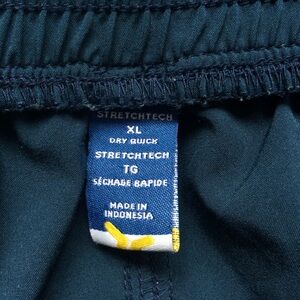 STRETCHTECH
XL
DRY QUICK
STRETCHTECH
TG
SÉCHAGE RAPIDE
MADE IN
INDONESIA